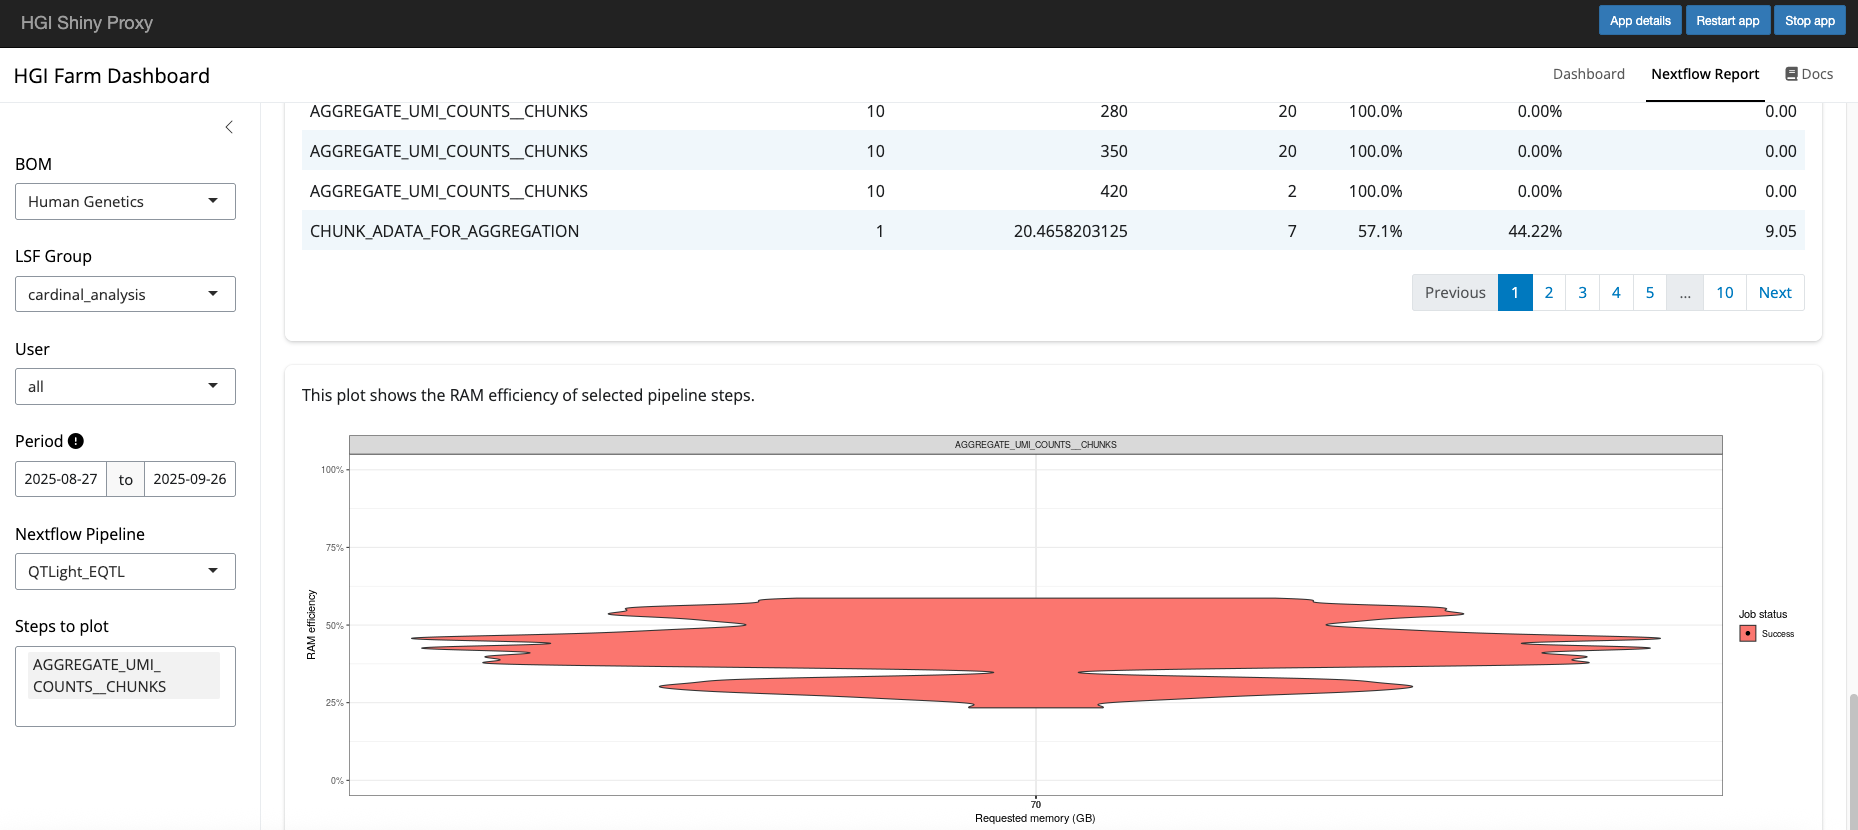 HGI Shiny Proxy
App details
Restart app
Stop app
HGI Farm Dashboard
Dashboard
Nextflow Report
Docs
BOM
Human Genetics
LSF Group
cardinal_analysis
User
all
Period
2025-08-27 to 2025-09-26
Nextflow Pipeline
QTLight_EQTL
Steps to plot
AGGREGATE_UMI_
COUNTS__CHUNKS
AGGREGATE_UMI_COUNTS__CHUNKS 10 280 20 100.0% 0.00% 0.00
AGGREGATE_UMI_COUNTS__CHUNKS 10 350 20 100.0% 0.00% 0.00
AGGREGATE_UMI_COUNTS__CHUNKS 10 420 2 100.0% 0.00% 0.00
CHUNK_ADATA_FOR_AGGREGATION 1 20.4658203125 7 57.1% 44.22% 9.05
Previous 1 2 3 4 5 ... 10 Next
This plot shows the RAM efficiency of selected pipeline steps.
AGGREGATE_UMI_COUNTS__CHUNKS
100%
75%
50%
25%
0%
RAM efficiency
70
Requested memory (GB)
Job status
Success